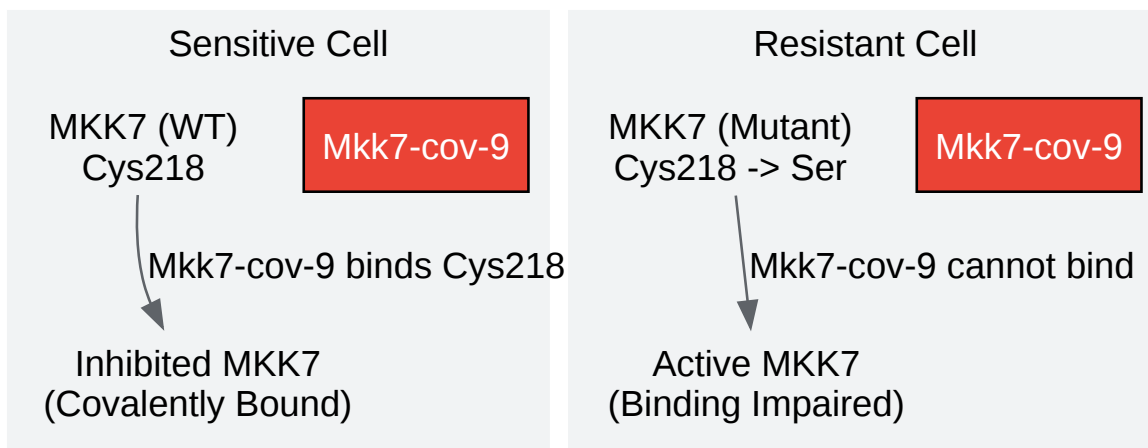 Sensitive Cell
MKK7 (WT)
Cys218
Mkk7-cov-9
Mkk7-cov-9 binds Cys218
Inhibited MKK7
(Covalently Bound)
Resistant Cell
MKK7 (Mutant)
Cys218 -> Ser
Mkk7-cov-9
Mkk7-cov-9 cannot bind
Active MKK7
(Binding Impaired)